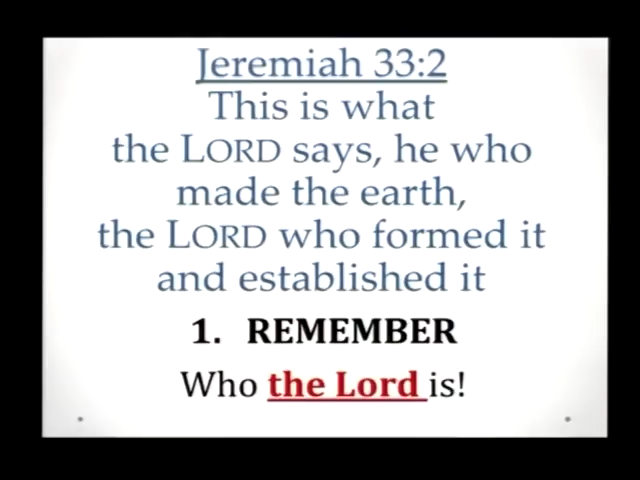 Jeremiah 33:2
This is what
the LORD says, he who
made the earth,
the LORD who formed it
and established it
1. REMEMBER
Who the Lord is!